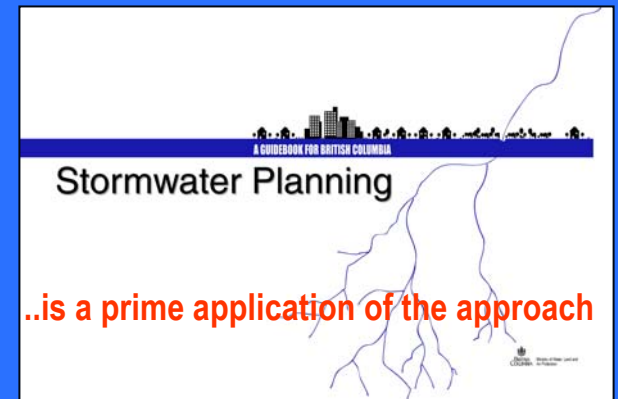 A GUIDEBOOK FOR BRITISH COLUMBIA
Stormwater Planning
..is a prime application of the approach